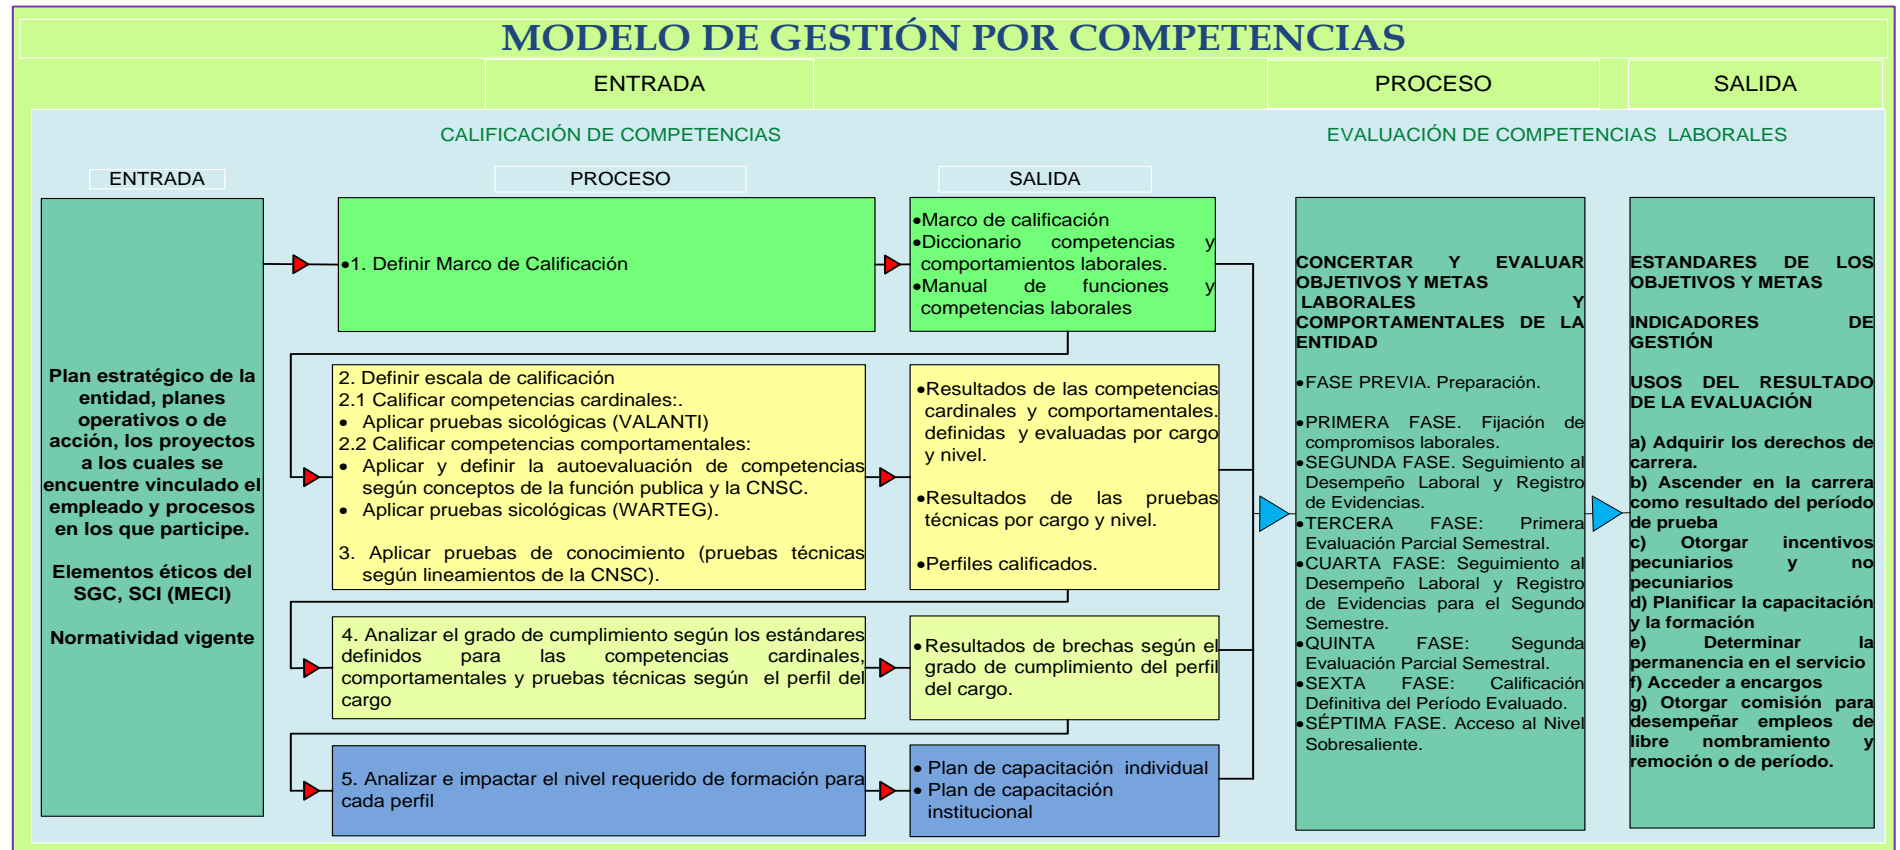 MODELO DE GESTIÓN POR COMPETENCIAS
ENTRADA
PROCESO
SALIDA
CALIFICACIÓN DE COMPETENCIAS
EVALUACIÓN DE COMPETENCIAS LABORALES
ENTRADA
PROCESO
SALIDA
Plan estratégico de la
entidad, planes
operativos o de
acción, los proyectos
a los cuales se
encuentre vinculado el
empleado y procesos
en los que participe.
Elementos éticos del
SGC, SCI (MECI)
Normatividad vigente
•1. Definir Marco de Calificación
•Marco de calificación
•Diccionario competencias y
comportamientos laborales.
•Manual de funciones y
competencias laborales
2. Definir escala de calificación
2.1 Calificar competencias cardinales:.
• Aplicar pruebas sicológicas (VALANTI)
2.2 Calificar competencias comportamentales:
• Aplicar y definir la autoevaluación de competencias
según conceptos de la función publica y la CNSC.
• Aplicar pruebas sicológicas (WARTEG).
3. Aplicar pruebas de conocimiento (pruebas técnicas
según lineamientos de la CNSC).
•Resultados de las competencias
cardinales y comportamentales.
definidas y evaluadas por cargo
y nivel.
•Resultados de las pruebas
técnicas por cargo y nivel.
•Perfiles calificados.
4. Analizar el grado de cumplimiento según los estándares
definidos para las competencias cardinales,
comportamentales y pruebas técnicas según el perfil del
cargo
•Resultados de brechas según el
grado de cumplimiento del perfil
del cargo.
5. Analizar e impactar el nivel requerido de formación para
cada perfil
• Plan de capacitación individual
• Plan de capacitación
institucional
CONCERTAR Y EVALUAR
OBJETIVOS Y METAS
LABORALES Y
COMPORTAMENTALES DE LA
ENTIDAD
•FASE PREVIA. Preparación.
•PRIMERA FASE. Fijación de
compromisos laborales.
•SEGUNDA FASE. Seguimiento al
Desempeño Laboral y Registro
de Evidencias.
•TERCERA FASE: Primera
Evaluación Parcial Semestral.
•CUARTA FASE: Seguimiento al
Desempeño Laboral y Registro
de Evidencias para el Segundo
Semestre.
•QUINTA FASE: Segunda
Evaluación Parcial Semestral.
•SEXTA FASE: Calificación
Definitiva del Período Evaluado.
•SÉPTIMA FASE. Acceso al Nivel
Sobresaliente.
ESTANDARES DE LOS
OBJETIVOS Y METAS
INDICADORES DE
GESTIÓN
USOS DEL RESULTADO
DE LA EVALUACIÓN
a) Adquirir los derechos de
carrera.
b) Ascender en la carrera
como resultado del período
de prueba
c) Otorgar incentivos
pecuniarios y no
pecuniarios
d) Planificar la capacitación
y la formación
e) Determinar la
permanencia en el servicio
f) Acceder a encargos
g) Otorgar comisión para
desempeñar empleos de
libre nombramiento y
remoción o de período.